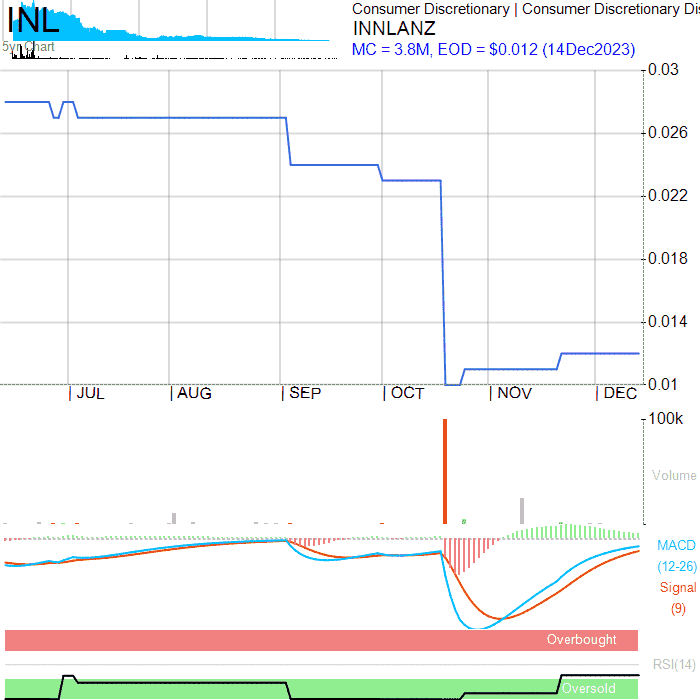 INL
5yr Chart
Consumer Discretionary | Consumer Discretionary Dis
INNLANZ
MC = 3.8M, EOD = $0.012 (14Dec2023)
0.03
0.026
0.022
0.018
0.014
0.01
JUL
AUG
SEP
OCT
NOV
DEC
100k
Volume
MACD
(12-26)
Signal
(9)
Overbought
RSI(14)
Oversold